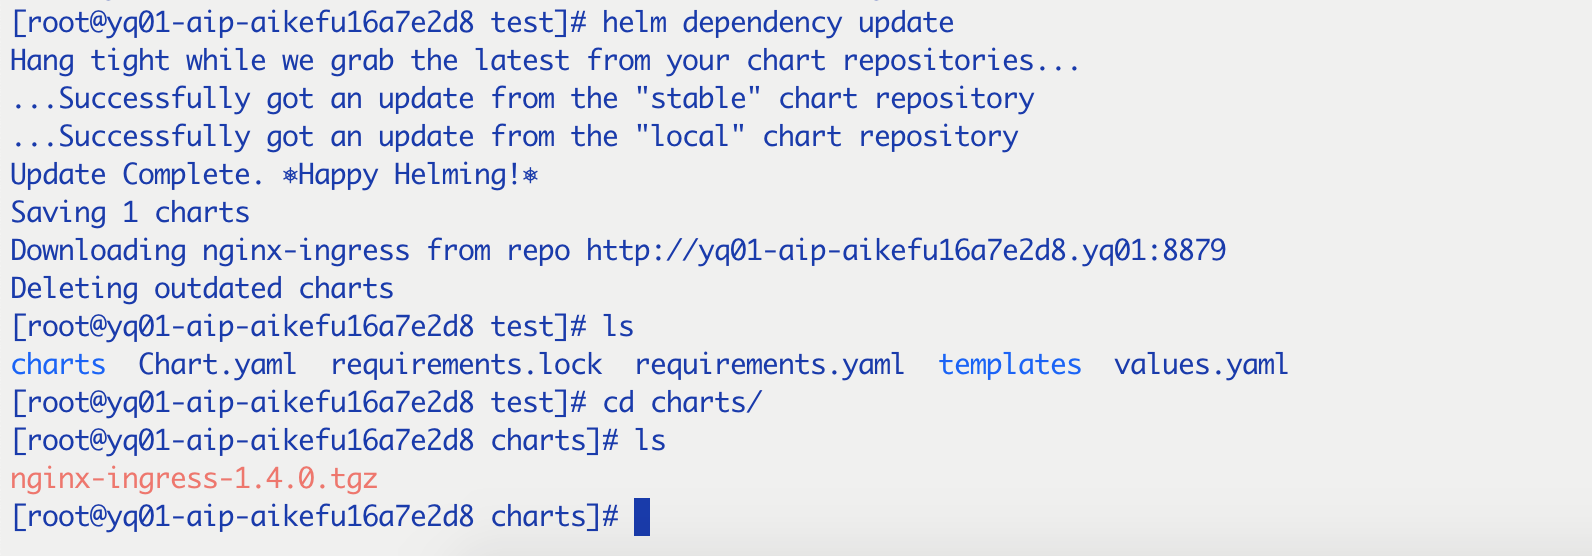 [root@yq01-aip-aikefu16a7e2d8 test]# helm dependency update
Hang tight while we grab the latest from your chart repositories...
...Successfully got an update from the "stable" chart repository
...Successfully got an update from the "local" chart repository
Update Complete. ⎈Happy Helming!⎈
Saving 1 charts
Downloading nginx-ingress from repo http://yq01-aip-aikefu16a7e2d8.yq01:8879
Deleting outdated charts
[root@yq01-aip-aikefu16a7e2d8 test]# ls
charts  Chart.yaml  requirements.lock  requirements.yaml  templates  values.yaml
[root@yq01-aip-aikefu16a7e2d8 test]# cd charts/
[root@yq01-aip-aikefu16a7e2d8 charts]# ls
nginx-ingress-1.4.0.tgz
[root@yq01-aip-aikefu16a7e2d8 charts]#